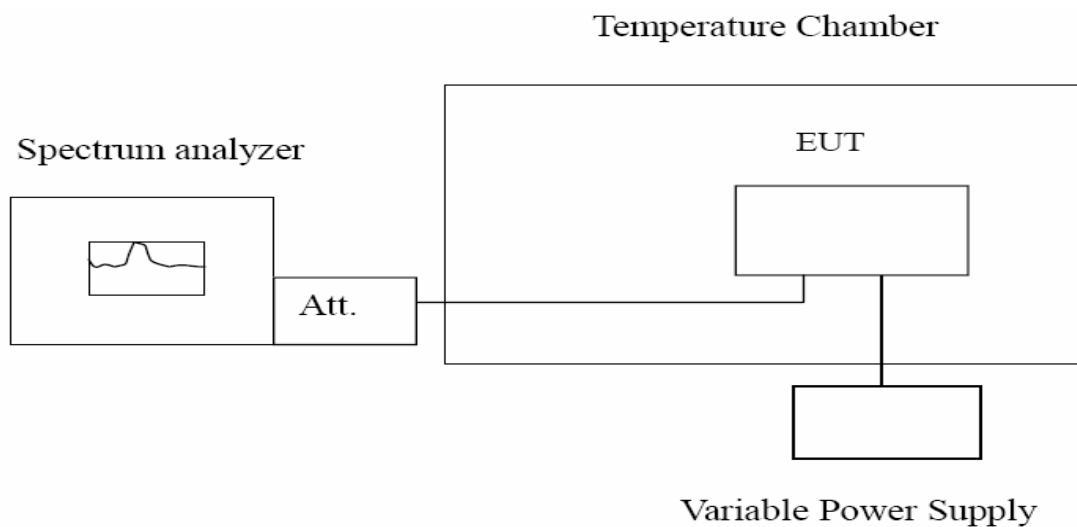 Temperature Chamber
Spectrum analyzer
EUT
Att.
Variable Power Supply